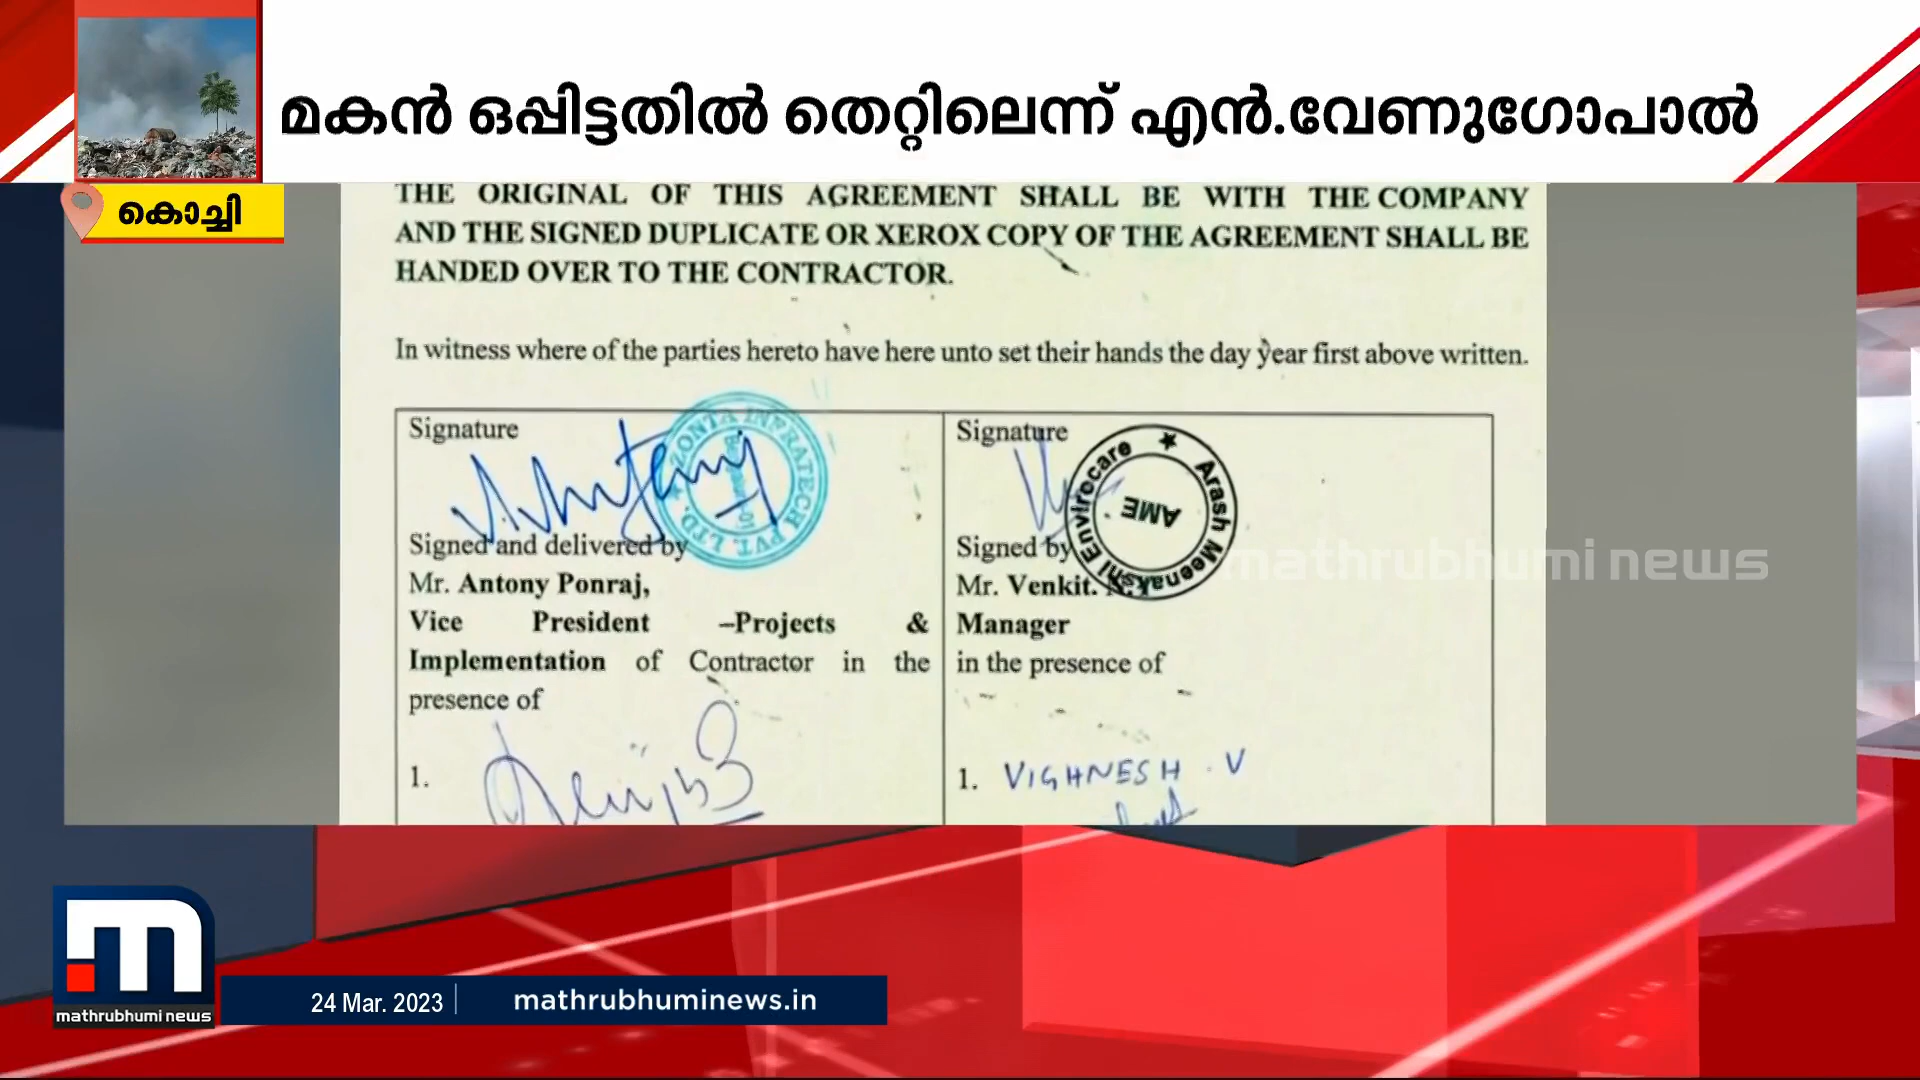 മകൻ ഒപ്പിട്ടതിൽ തെറ്റിലെന്ന് എൻ.വേണുഗോപാൽ
കൊച്ചി
THE ORIGINAL OF THIS AGREEMENT SHALL BE WITH THE COMPANY
AND THE SIGNED DUPLICATE OR XEROX COPY OF THE AGREEMENT SHALL BE
HANDED OVER TO THE CONTRACTOR.
In witness where of the parties hereto have here unto set their hands the day year first above written.
Signature
ZONTA INFRATECH PVT. LTD.
Signed and delivered by
Mr. Antony Ponraj,
Vice President –Projects &
Implementation of Contractor in the
presence of
1.
Signature
Arash Meenakshi Envirocare
AME
Signed by
Mr. Venkit.
Manager
in the presence of
1. VIGHNESH . V
mathrubhumi news
mathrubhumi news
24 Mar. 2023
mathrubhuminews.in